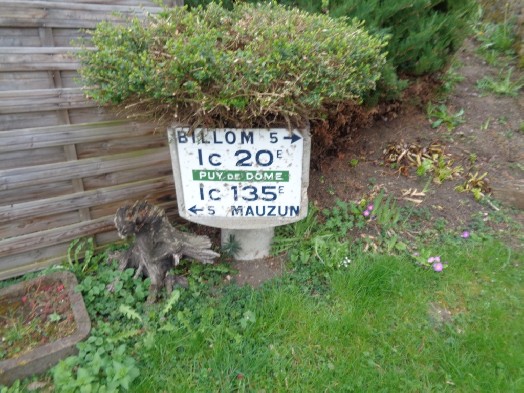 BILLOM 5 →
Ic 20E
PUY DE DÔME
Ic 135E
← 5 MAUZUN